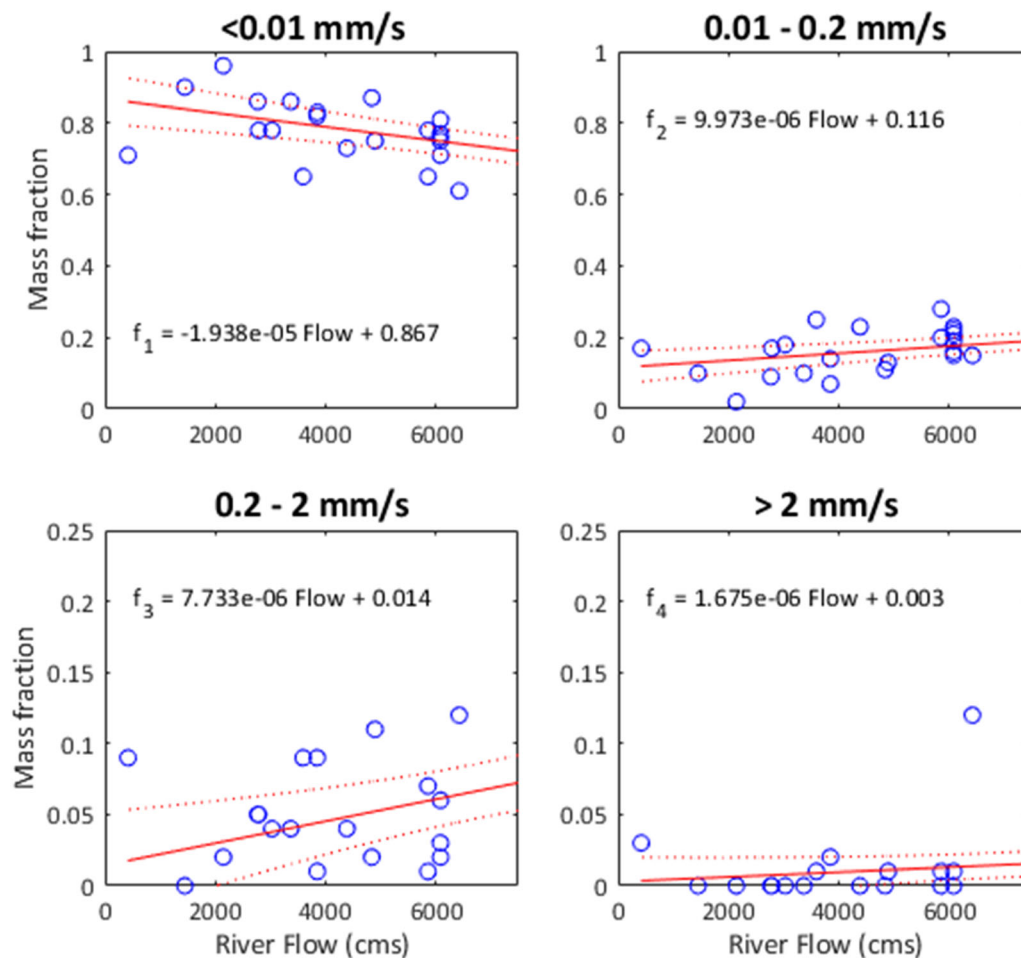 <0.01 mm/s
1
0.8
0.6
0.4
0.2
0
0 2000 4000 6000
Mass fraction
f1 = -1.938e-05 Flow + 0.867
0.01 - 0.2 mm/s
1
0.8
0.6
0.4
0.2
0
0 2000 4000 6000
f2 = 9.973e-06 Flow + 0.116
0.2 - 2 mm/s
0.25
0.2
0.15
0.1
0.05
0
0 2000 4000 6000
Mass fraction
River Flow (cms)
f3 = 7.733e-06 Flow + 0.014
> 2 mm/s
0.25
0.2
0.15
0.1
0.05
0
0 2000 4000 6000
River Flow (cms)
f4 = 1.675e-06 Flow + 0.003